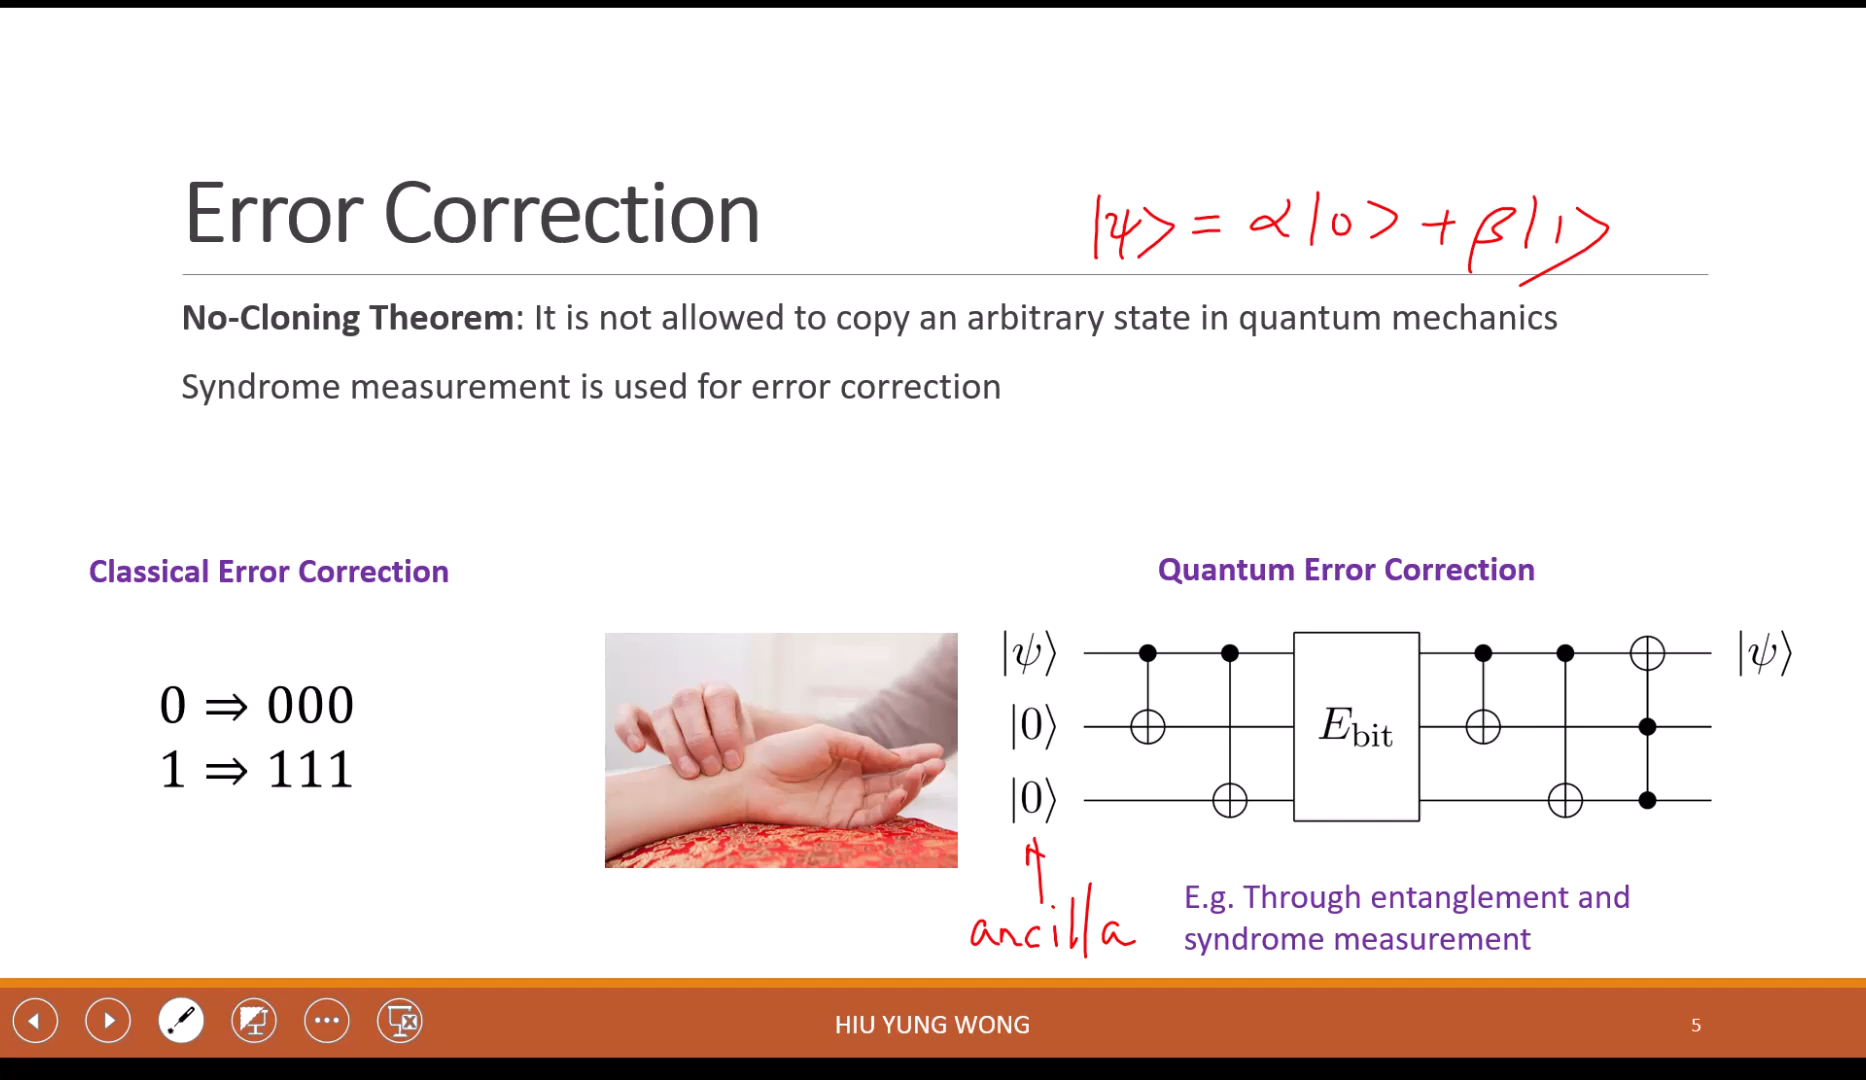 Error Correction
|ψ> = α|0> + β|1>
No-Cloning Theorem: It is not allowed to copy an arbitrary state in quantum mechanics
Syndrome measurement is used for error correction
Classical Error Correction
0 ⇒ 000
1 ⇒ 111
Quantum Error Correction
|ψ⟩
|0⟩
|0⟩
E_bit
|ψ⟩
ancilla
E.g. Through entanglement and
syndrome measurement
HIU YUNG WONG
5